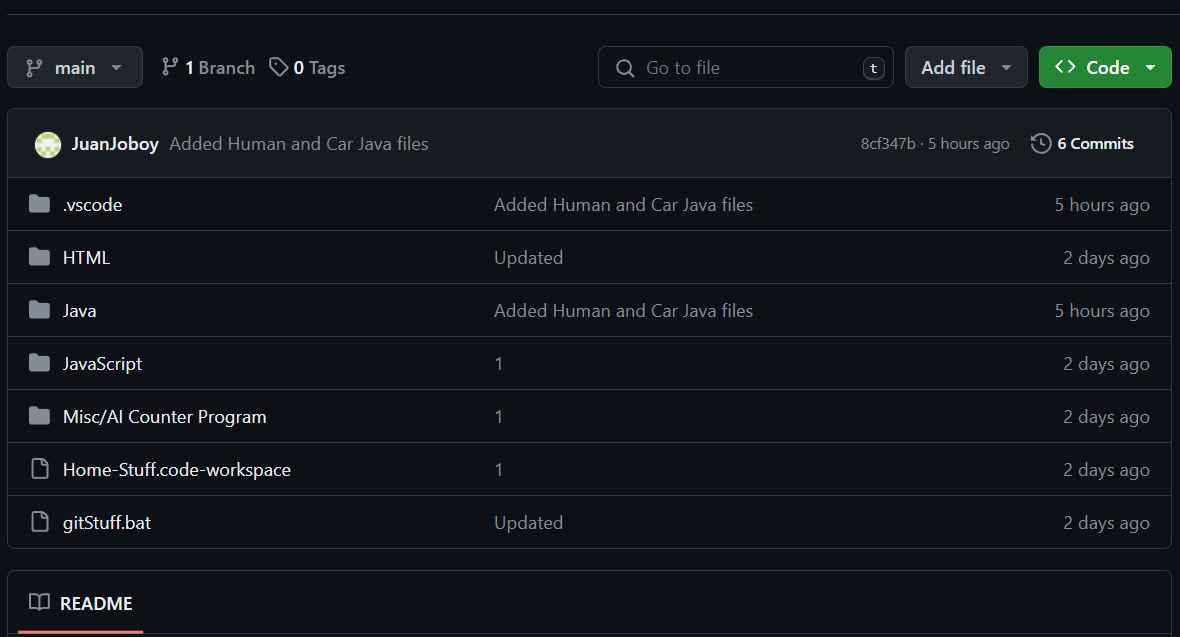 main 1 Branch 0 Tags Go to file t Add file Code
JuanJoboy Added Human and Car Java files 8cf347b · 5 hours ago 6 Commits
.vscode Added Human and Car Java files 5 hours ago
HTML Updated 2 days ago
Java Added Human and Car Java files 5 hours ago
JavaScript 1 2 days ago
Misc/AI Counter Program 1 2 days ago
Home-Stuff.code-workspace 1 2 days ago
gitStuff.bat Updated 2 days ago
README